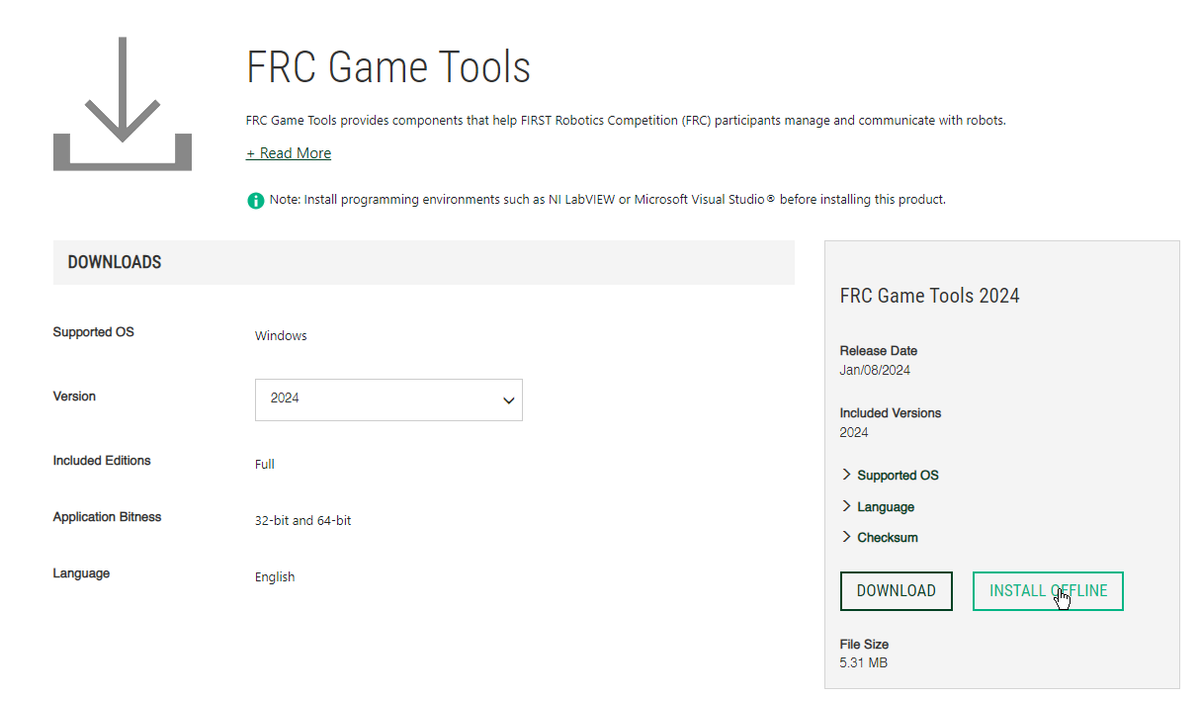 FRC Game Tools
FRC Game Tools provides components that help FIRST Robotics Competition (FRC) participants manage and communicate with robots.
+ Read More
Note: Install programming environments such as NI LabVIEW or Microsoft Visual Studio® before installing this product.
DOWNLOADS
Supported OS
Windows
Version
2024
Included Editions
Full
Application Bitness
32-bit and 64-bit
Language
English
FRC Game Tools 2024
Release Date
Jan/08/2024
Included Versions
2024
Supported OS
Language
Checksum
DOWNLOAD
INSTALL OFFLINE
File Size
5.31 MB